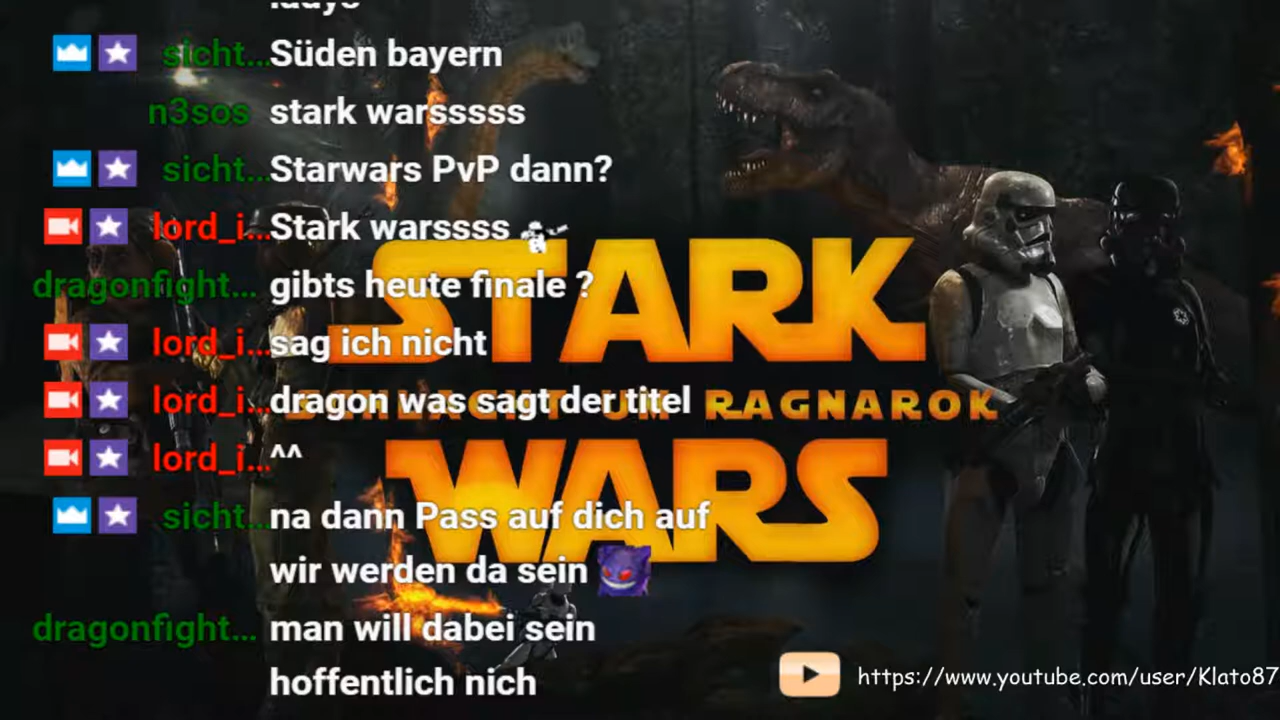 sicht... Süden bayern
n3sos stark warsssss
sicht... Starwars PvP dann?
lord_i... Stark warssss
dragonfight... gibts heute finale ?
lord_i... sag ich nicht
lord_i... dragon was sagt der titel
lord_i... ^^
sicht... na dann Pass auf dich auf
wir werden da sein
dragonfight... man will dabei sein
hoffentlich nich
STARK
RAGNAROK
WARS
https://www.youtube.com/user/Klato87